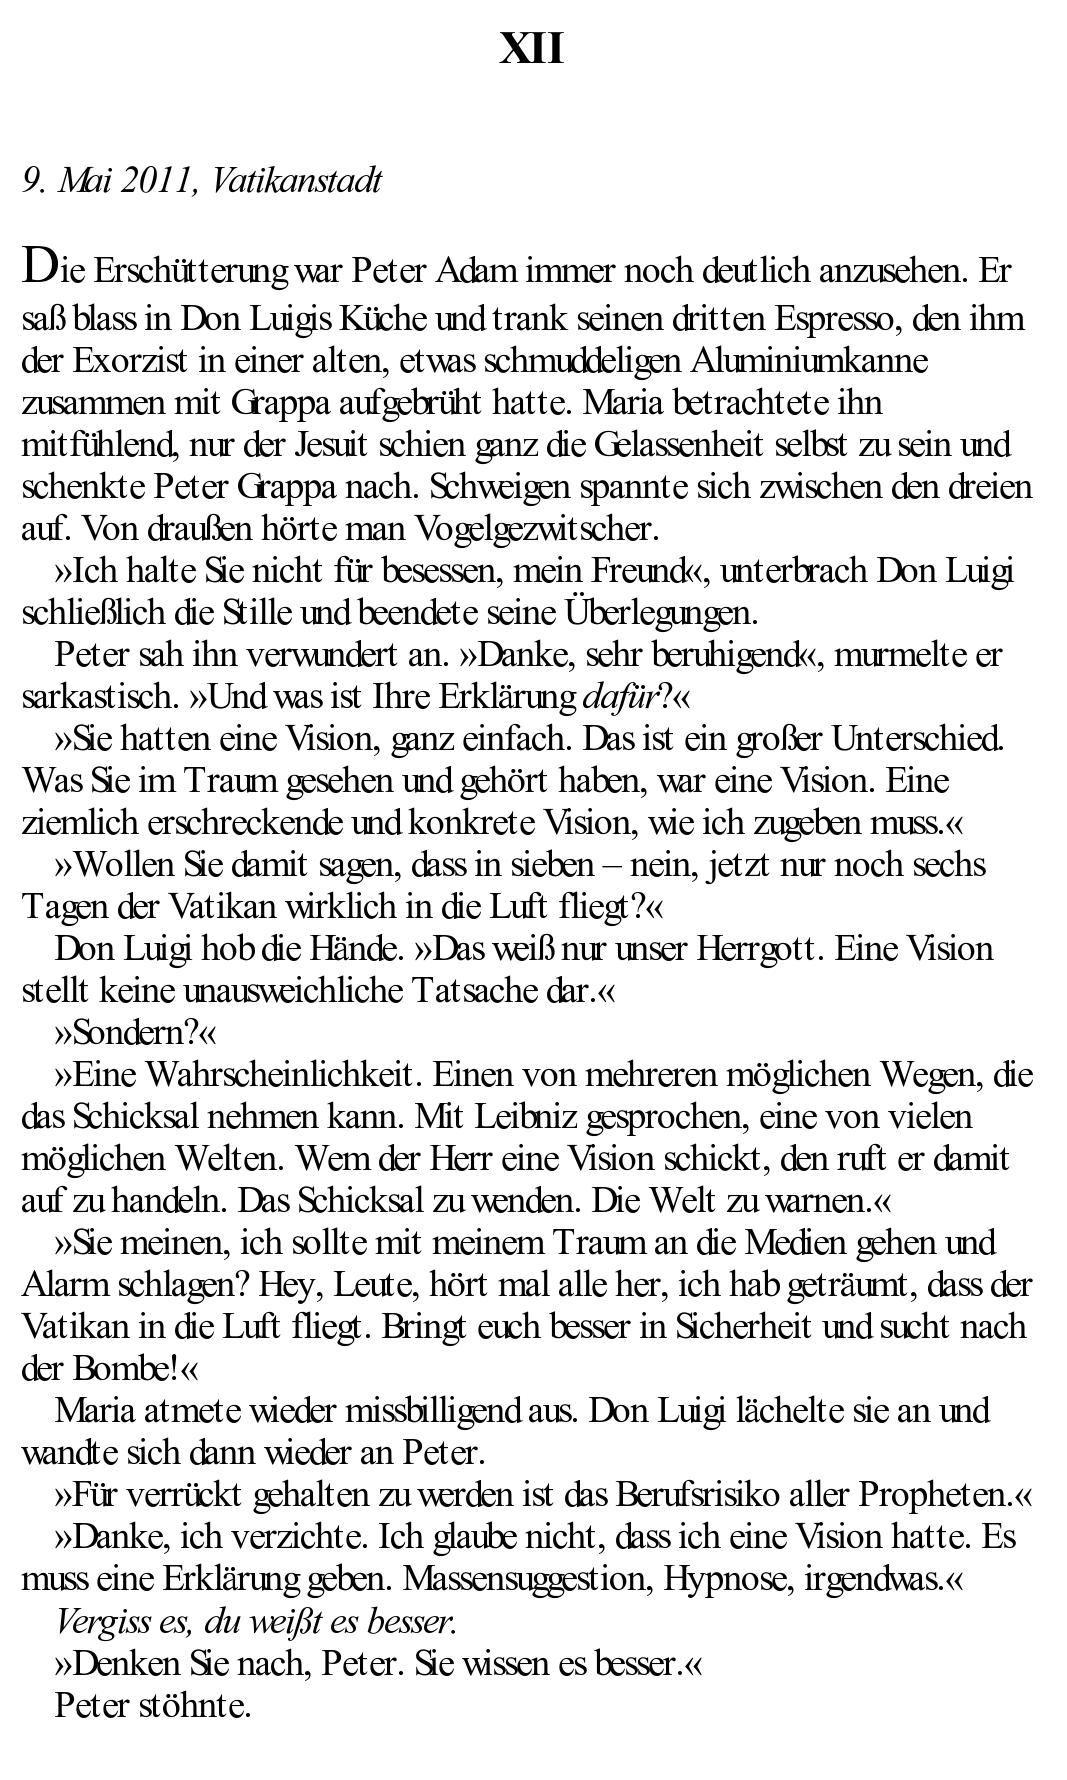 XII
9. Mai 2011, Vatikanstadt
Die Erschütterung war Peter Adam immer noch deutlich anzusehen. Er
saß blass in Don Luigis Küche und trank seinen dritten Espresso, den ihm
der Exorzist in einer alten, etwas schmuddeligen Aluminiumkanne
zusammen mit Grappa aufgebrüht hatte. Maria betrachtete ihn
mitfühlend, nur der Jesuit schien ganz die Gelassenheit selbst zu sein und
schenkte Peter Grappa nach. Schweigen spannte sich zwischen den dreien
auf. Von draußen hörte man Vogelgezwitscher.
»Ich halte Sie nicht für besessen, mein Freund«, unterbrach Don Luigi
schließlich die Stille und beendete seine Überlegungen.
Peter sah ihn verwundert an. »Danke, sehr beruhigend«, murmelte er
sarkastisch. »Und was ist Ihre Erklärung dafür?«
»Sie hatten eine Vision, ganz einfach. Das ist ein großer Unterschied.
Was Sie im Traum gesehen und gehört haben, war eine Vision. Eine
ziemlich erschreckende und konkrete Vision, wie ich zugeben muss.«
»Wollen Sie damit sagen, dass in sieben – nein, jetzt nur noch sechs
Tagen der Vatikan wirklich in die Luft fliegt?«
Don Luigi hob die Hände. »Das weiß nur unser Herrgott. Eine Vision
stellt keine unausweichliche Tatsache dar.«
»Sondern?«
»Eine Wahrscheinlichkeit. Einen von mehreren möglichen Wegen, die
das Schicksal nehmen kann. Mit Leibniz gesprochen, eine von vielen
möglichen Welten. Wem der Herr eine Vision schickt, den ruft er damit
auf zu handeln. Das Schicksal zu wenden. Die Welt zu warnen.«
»Sie meinen, ich sollte mit meinem Traum an die Medien gehen und
Alarm schlagen? Hey, Leute, hört mal alle her, ich hab geträumt, dass der
Vatikan in die Luft fliegt. Bringt euch besser in Sicherheit und sucht nach
der Bombe!«
Maria atmete wieder missbilligend aus. Don Luigi lächelte sie an und
wandte sich dann wieder an Peter.
»Für verrückt gehalten zu werden ist das Berufsrisiko aller Propheten.«
»Danke, ich verzichte. Ich glaube nicht, dass ich eine Vision hatte. Es
muss eine Erklärung geben. Massensuggestion, Hypnose, irgendwas.«
Vergiss es, du weißt es besser.
»Denken Sie nach, Peter. Sie wissen es besser.«
Peter stöhnte.